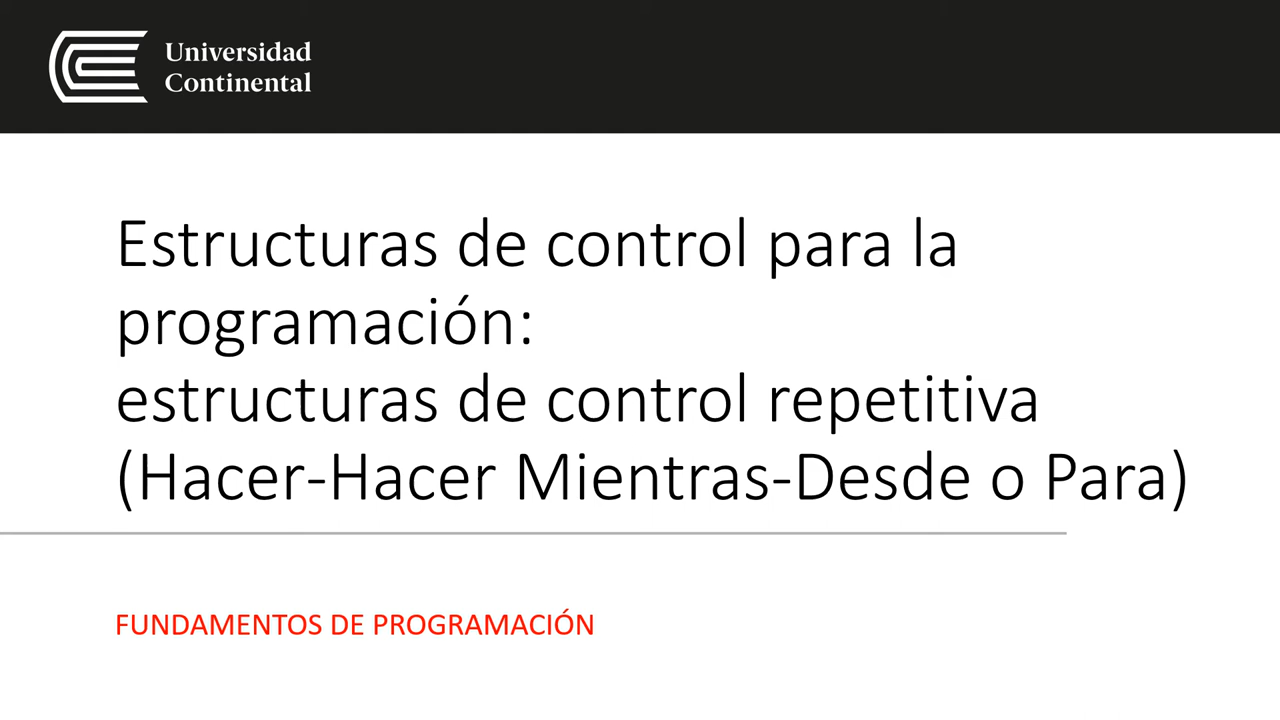 Universidad
Continental
Estructuras de control para la
programación:
estructuras de control repetitiva
(Hacer-Hacer Mientras-Desde o Para)
FUNDAMENTOS DE PROGRAMACIÓN